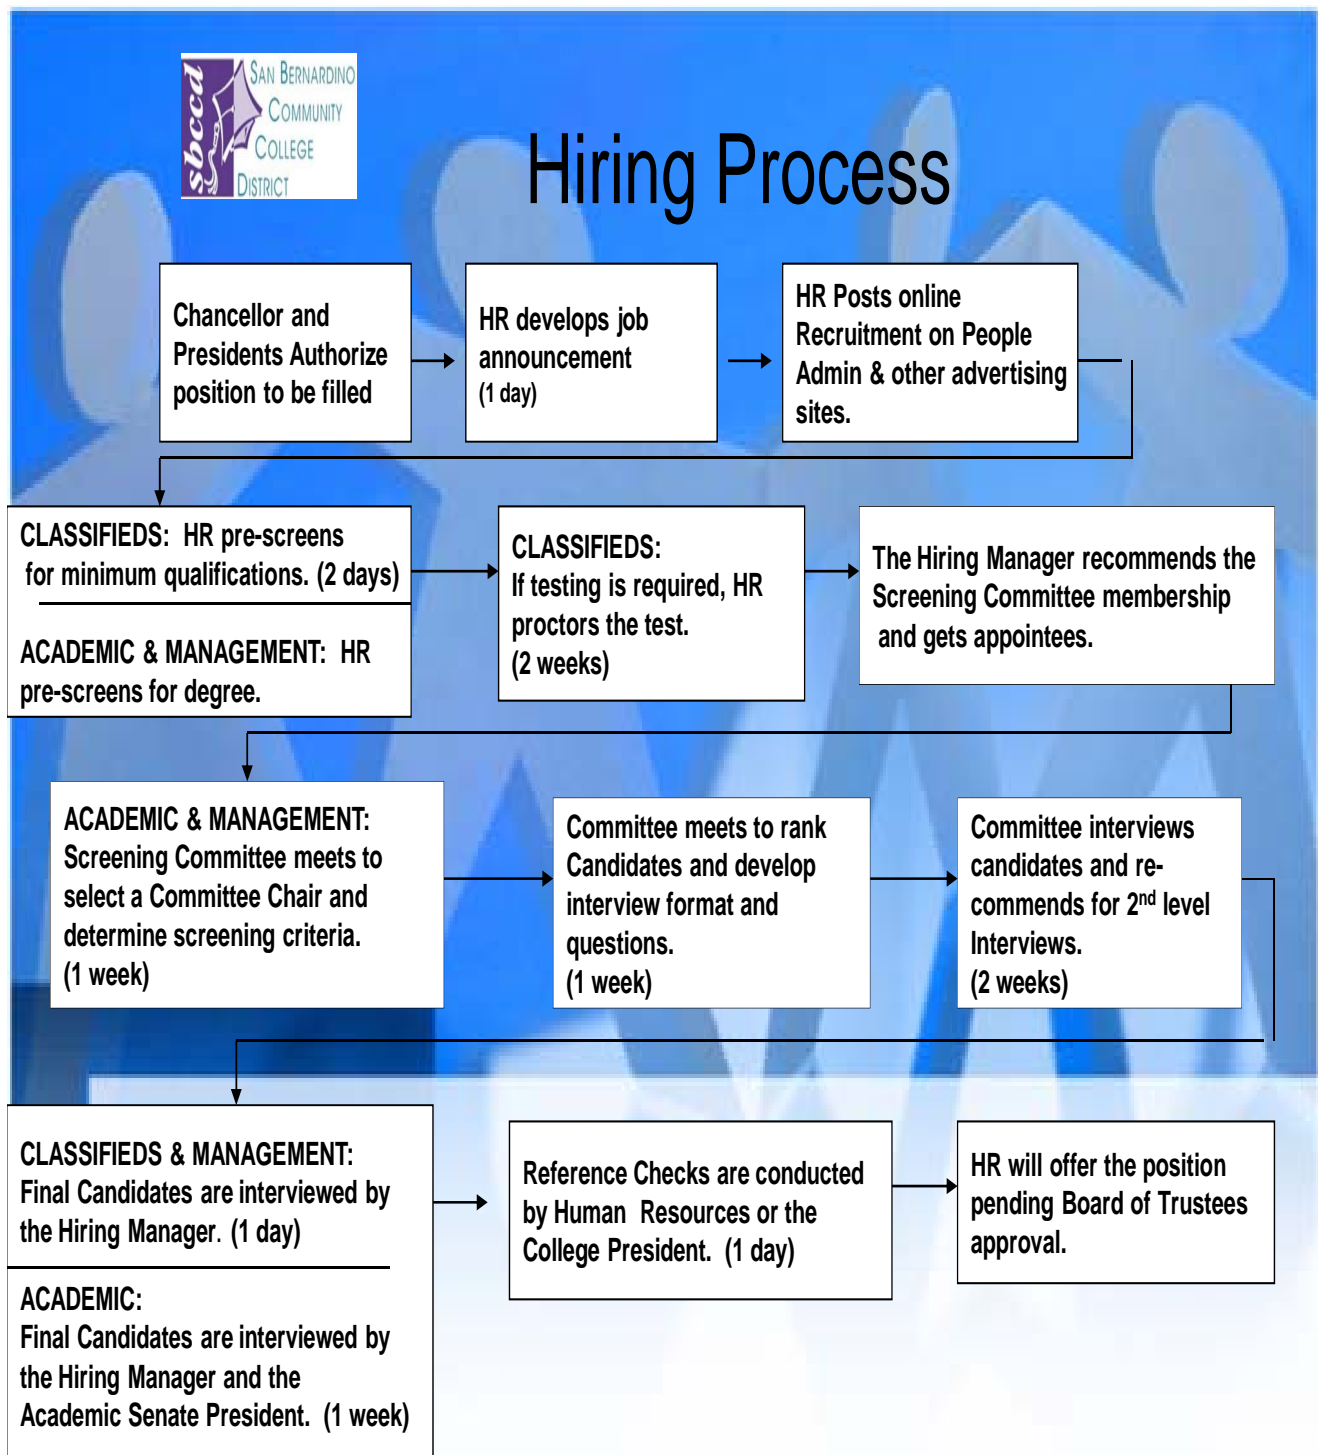 sbccd
SAN BERNARDINO
COMMUNITY
COLLEGE
DISTRICT
Hiring Process
Chancellor and
Presidents Authorize
position to be filled
HR develops job
announcement
(1 day)
HR Posts online
Recruitment on People
Admin & other advertising
sites.
CLASSIFIEDS: HR pre-screens
for minimum qualifications. (2 days)
ACADEMIC & MANAGEMENT: HR
pre-screens for degree.
CLASSIFIEDS:
If testing is required, HR
proctors the test.
(2 weeks)
The Hiring Manager recommends the
Screening Committee membership
and gets appointees.
ACADEMIC & MANAGEMENT:
Screening Committee meets to
select a Committee Chair and
determine screening criteria.
(1 week)
Committee meets to rank
Candidates and develop
interview format and
questions.
(1 week)
Committee interviews
candidates and re-
commends for 2nd level
Interviews.
(2 weeks)
CLASSIFIEDS & MANAGEMENT:
Final Candidates are interviewed by
the Hiring Manager. (1 day)
ACADEMIC:
Final Candidates are interviewed by
the Hiring Manager and the
Academic Senate President. (1 week)
Reference Checks are conducted
by Human Resources or the
College President. (1 day)
HR will offer the position
pending Board of Trustees
approval.